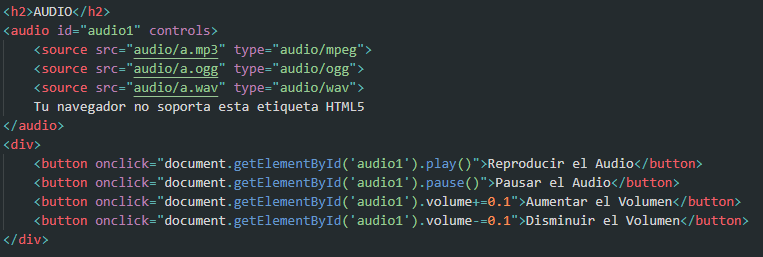 <h2>AUDIO</h2>
<audio id="audio1" controls>
    <source src="audio/a.mp3" type="audio/mpeg">
    <source src="audio/a.ogg" type="audio/ogg">
    <source src="audio/a.wav" type="audio/wav">
    Tu navegador no soporta esta etiqueta HTML5
</audio>
<div>
    <button onclick="document.getElementById('audio1').play()">Reproducir el Audio</button>
    <button onclick="document.getElementById('audio1').pause()">Pausar el Audio</button>
    <button onclick="document.getElementById('audio1').volume+=0.1">Aumentar el Volumen</button>
    <button onclick="document.getElementById('audio1').volume-=0.1">Disminuir el Volumen</button>
</div>